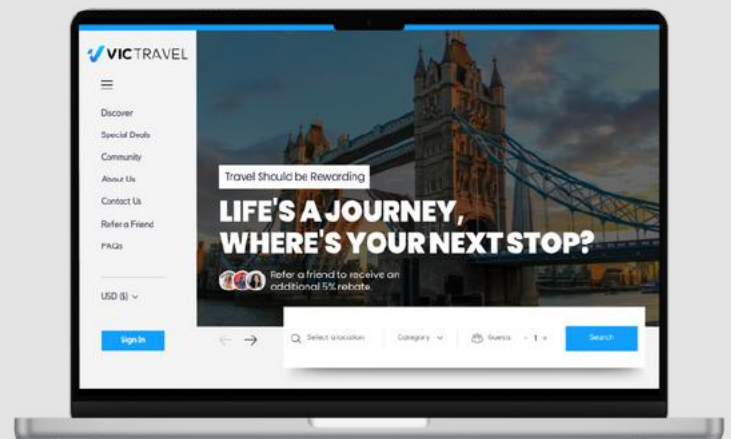 VICTRAVEL
Discover
Special Deals
Community
About Us
Contact Us
Refer a Friend
FAQs
USD ($)
Sign In
Travel Should be Rewarding
LIFE'S A JOURNEY,
WHERE'S YOUR NEXT STOP?
Refer a friend to receive an
additional 5% rebate.
Select a location
Category
Guests
- 1 +
Search